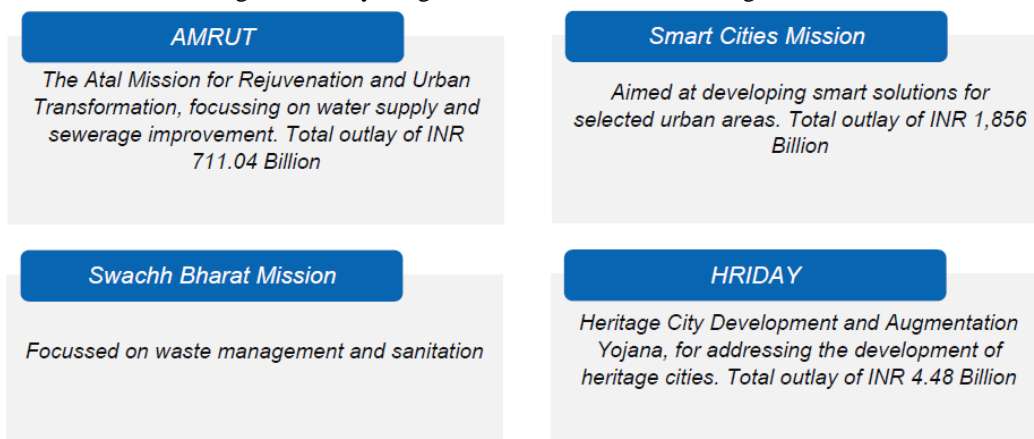 AMRUT
The Atal Mission for Rejuvenation and Urban
Transformation, focussing on water supply and
sewerage improvement. Total outlay of INR
711.04 Billion
Smart Cities Mission
Aimed at developing smart solutions for
selected urban areas. Total outlay of INR 1,856
Billion
Swachh Bharat Mission
Focussed on waste management and sanitation
HRIDAY
Heritage City Development and Augmentation
Yojana, for addressing the development of
heritage cities. Total outlay of INR 4.48 Billion